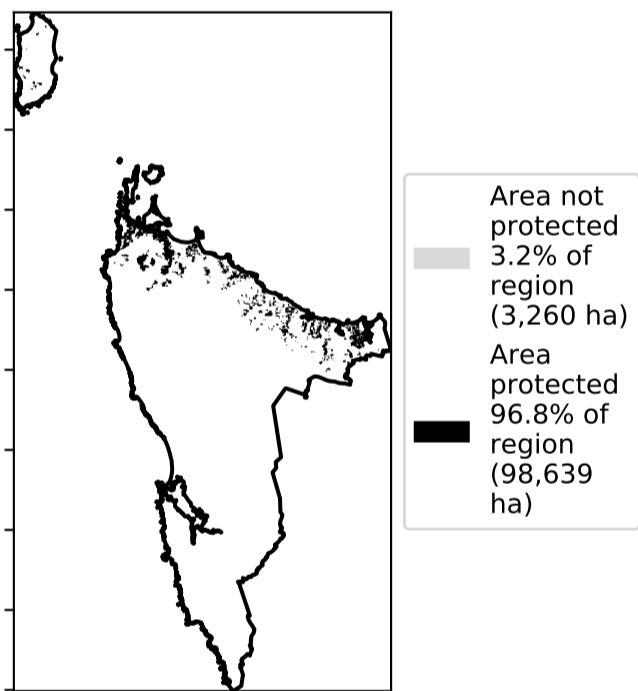 Area not
protected
3.2% of
region
(3,260 ha)
Area
protected
96.8% of
region
(98,639
ha)